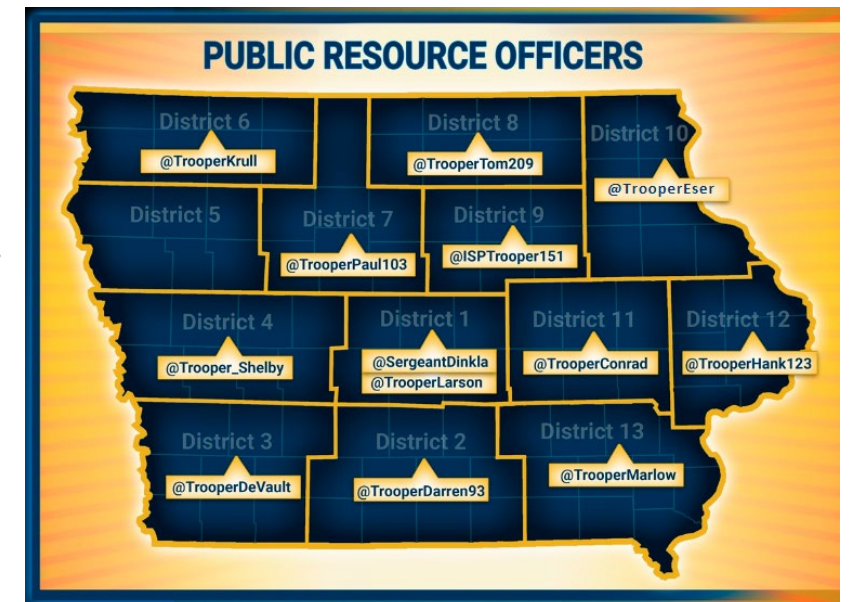 PUBLIC RESOURCE OFFICERS
District 6
@TrooperKrull
District 8
@TrooperTom209
District 10
@TrooperEser
District 5
District 7
@TrooperPaul103
District 9
@ISPTrooper151
District 4
@Trooper_Shelby
District 1
@SergeantDinkla
@TrooperLarson
District 11
@TrooperConrad
District 12
@TrooperHank123
District 3
@TrooperDeVault
District 2
@TrooperDarren93
District 13
@TrooperMarlow